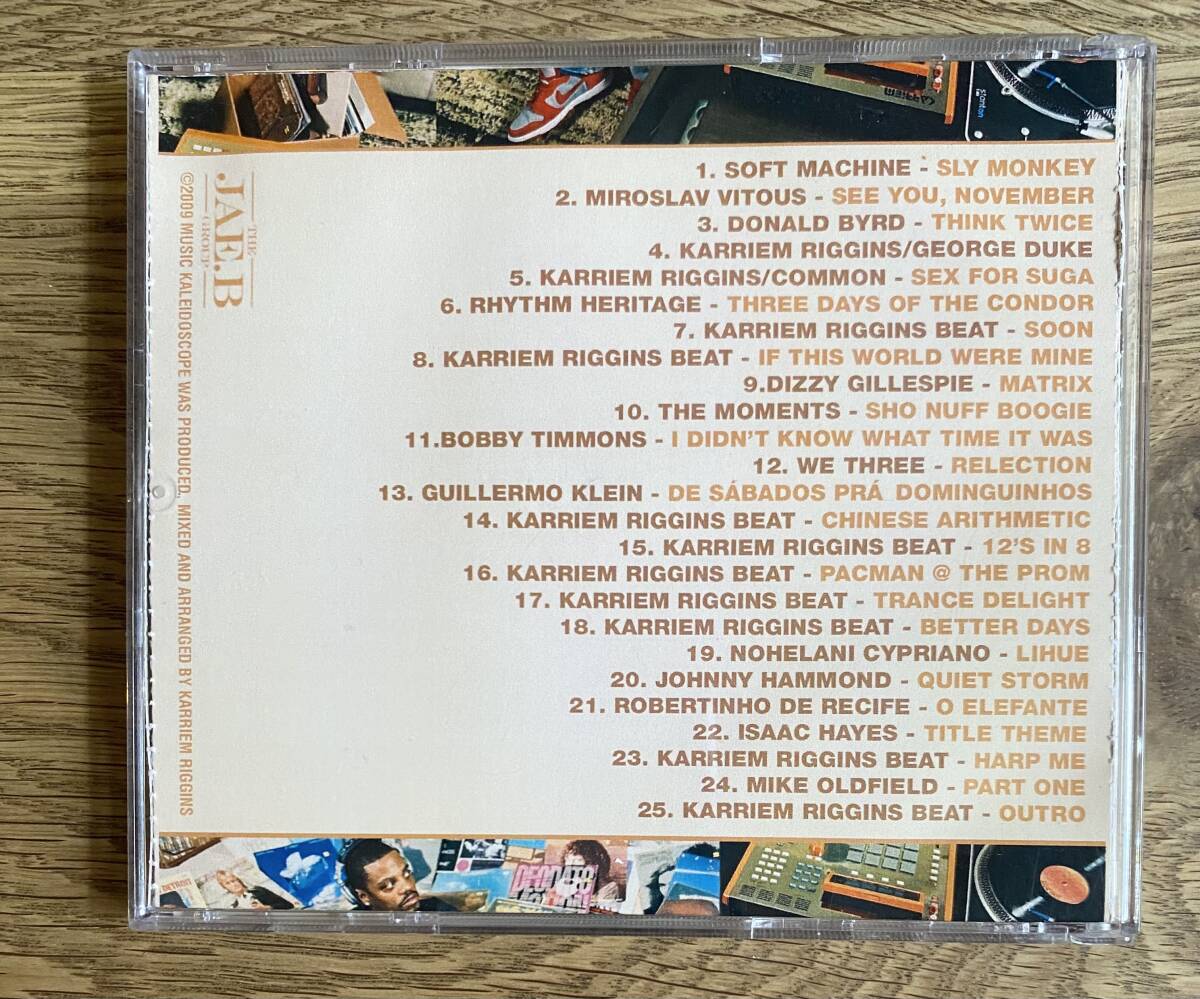 1. SOFT MACHINE - SLY MONKEY
2. MIROSLAV VITOUS - SEE YOU, NOVEMBER
3. DONALD BYRD - THINK TWICE
4. KARRIEM RIGGINS/GEORGE DUKE
5. KARRIEM RIGGINS/COMMON - SEX FOR SUGA
6. RHYTHM HERITAGE - THREE DAYS OF THE CONDOR
7. KARRIEM RIGGINS BEAT - SOON
8. KARRIEM RIGGINS BEAT - IF THIS WORLD WERE MINE
9.DIZZY GILLESPIE - MATRIX
10. THE MOMENTS - SHO NUFF BOOGIE
11.BOBBY TIMMONS - I DIDN'T KNOW WHAT TIME IT WAS
12. WE THREE - RELECTION
13. GUILLERMO KLEIN - DE SÁBADOS PRÁ DOMINGUINHOS
14. KARRIEM RIGGINS BEAT - CHINESE ARITHMETIC
15. KARRIEM RIGGINS BEAT - 12'S IN 8
16. KARRIEM RIGGINS BEAT - PACMAN @ THE PROM
17. KARRIEM RIGGINS BEAT - TRANCE DELIGHT
18. KARRIEM RIGGINS BEAT - BETTER DAYS
19. NOHELANI CYPRIANO - LIHUE
20. JOHNNY HAMMOND - QUIET STORM
21. ROBERTINHO DE RECIFE - O ELEFANTE
22. ISAAC HAYES - TITLE THEME
23. KARRIEM RIGGINS BEAT - HARP ME
24. MIKE OLDFIELD - PART ONE
25. KARRIEM RIGGINS BEAT - OUTRO
THE
JAE.B
GROUP
©2009 MUSIC KALEIDOSCOPE WAS PRODUCED, MIXED AND ARRANGED BY KARRIEM RIGGINS
stanton
KARRIEM
DETROIT
DEODATO